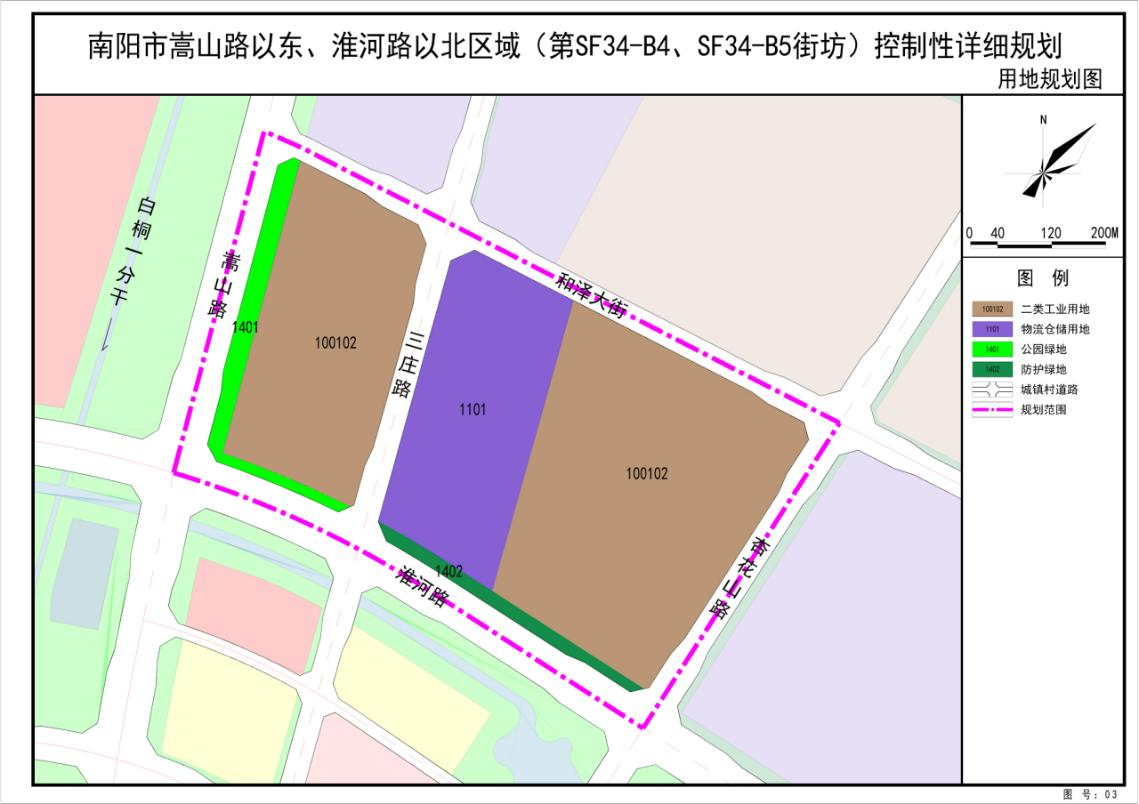 南阳市嵩山路以东、淮河路以北区域（第SF34-B4、SF34-B5街坊）控制性详细规划
用地规划图
N
0 40 120 200M
图 例
100102 二类工业用地
1101 物流仓储用地
1401 公园绿地
1402 防护绿地
城镇村道路
规划范围
白桐一分干
嵩山路
1401
100102
三庄路
和泽大街
1101
100102
1402
淮河路
杏花山路
图 号：03